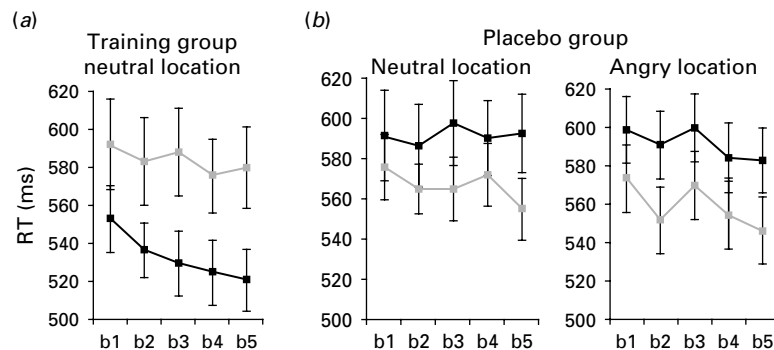 (a)
Training group
neutral location
RT (ms)
620
600
580
560
540
520
500
b1 b2 b3 b4 b5
(b)
Placebo group
Neutral location
620
600
580
560
540
520
500
b1 b2 b3 b4 b5
Angry location
620
600
580
560
540
520
500
b1 b2 b3 b4 b5